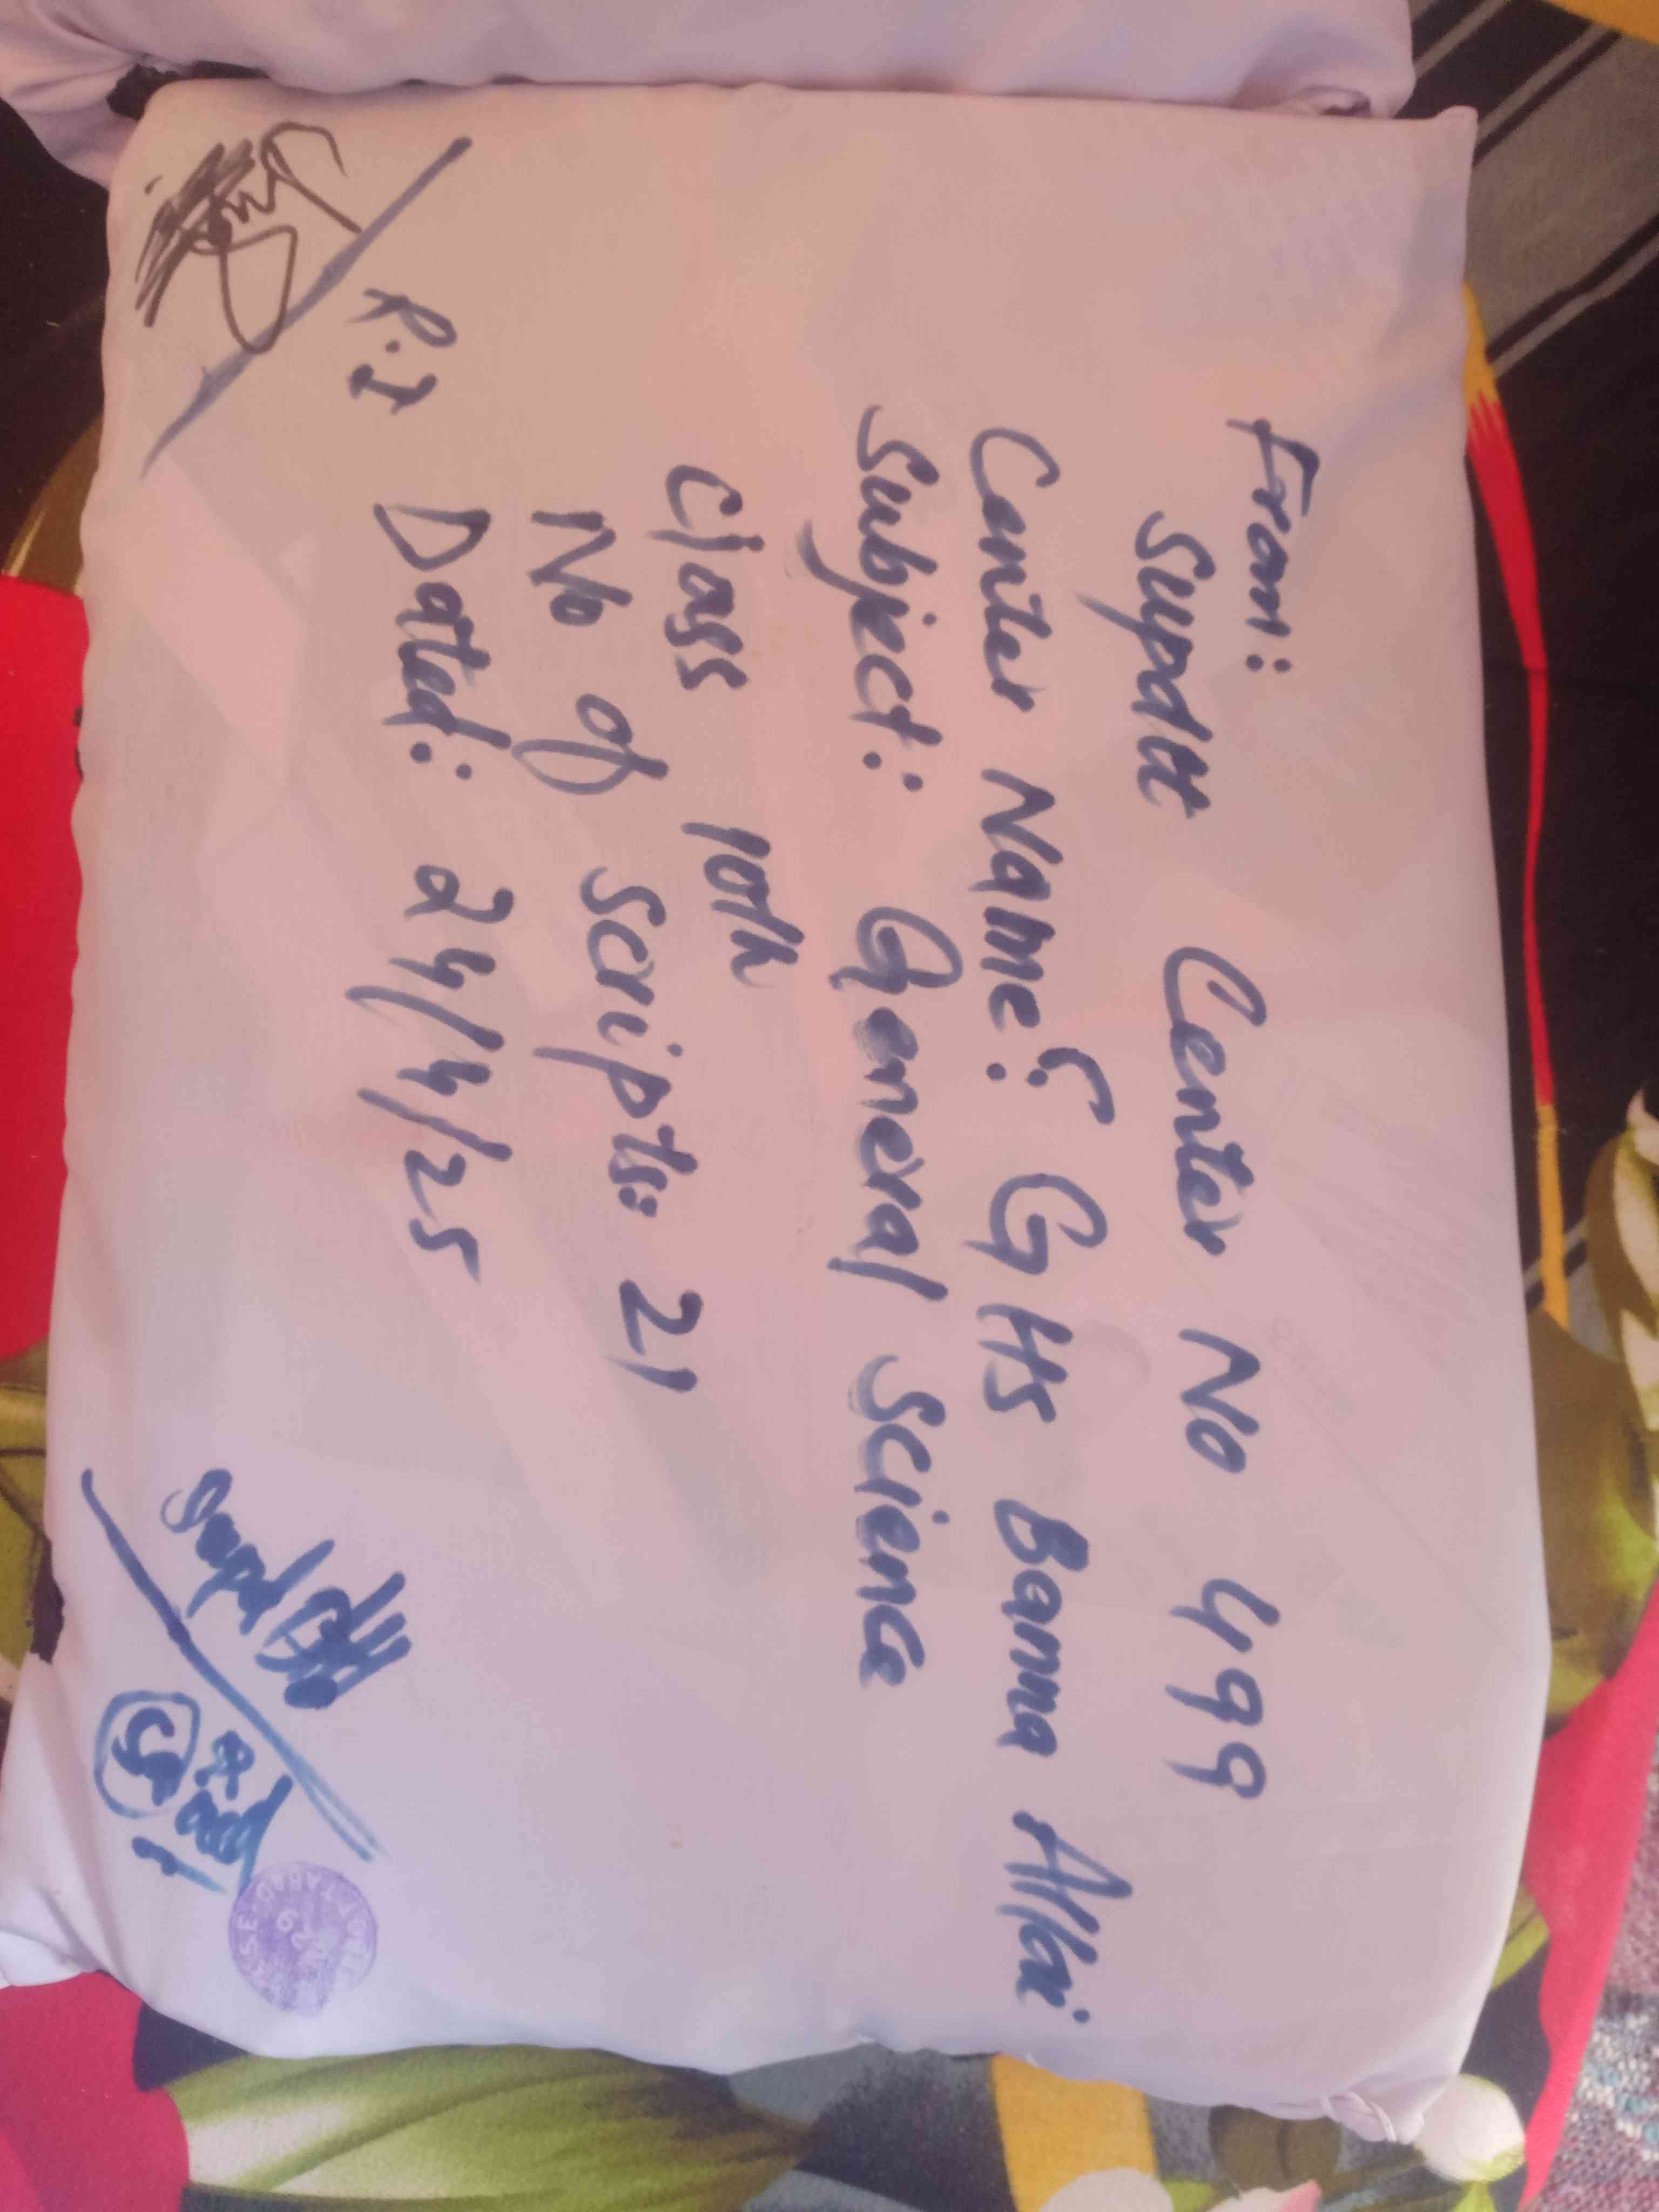 From:
Supdtt Center No 499
Center Name: GHS Banna Allai
Subject: General Science
Class 10th
No of Scripts: 21
Dated: 24/4/25
R.I